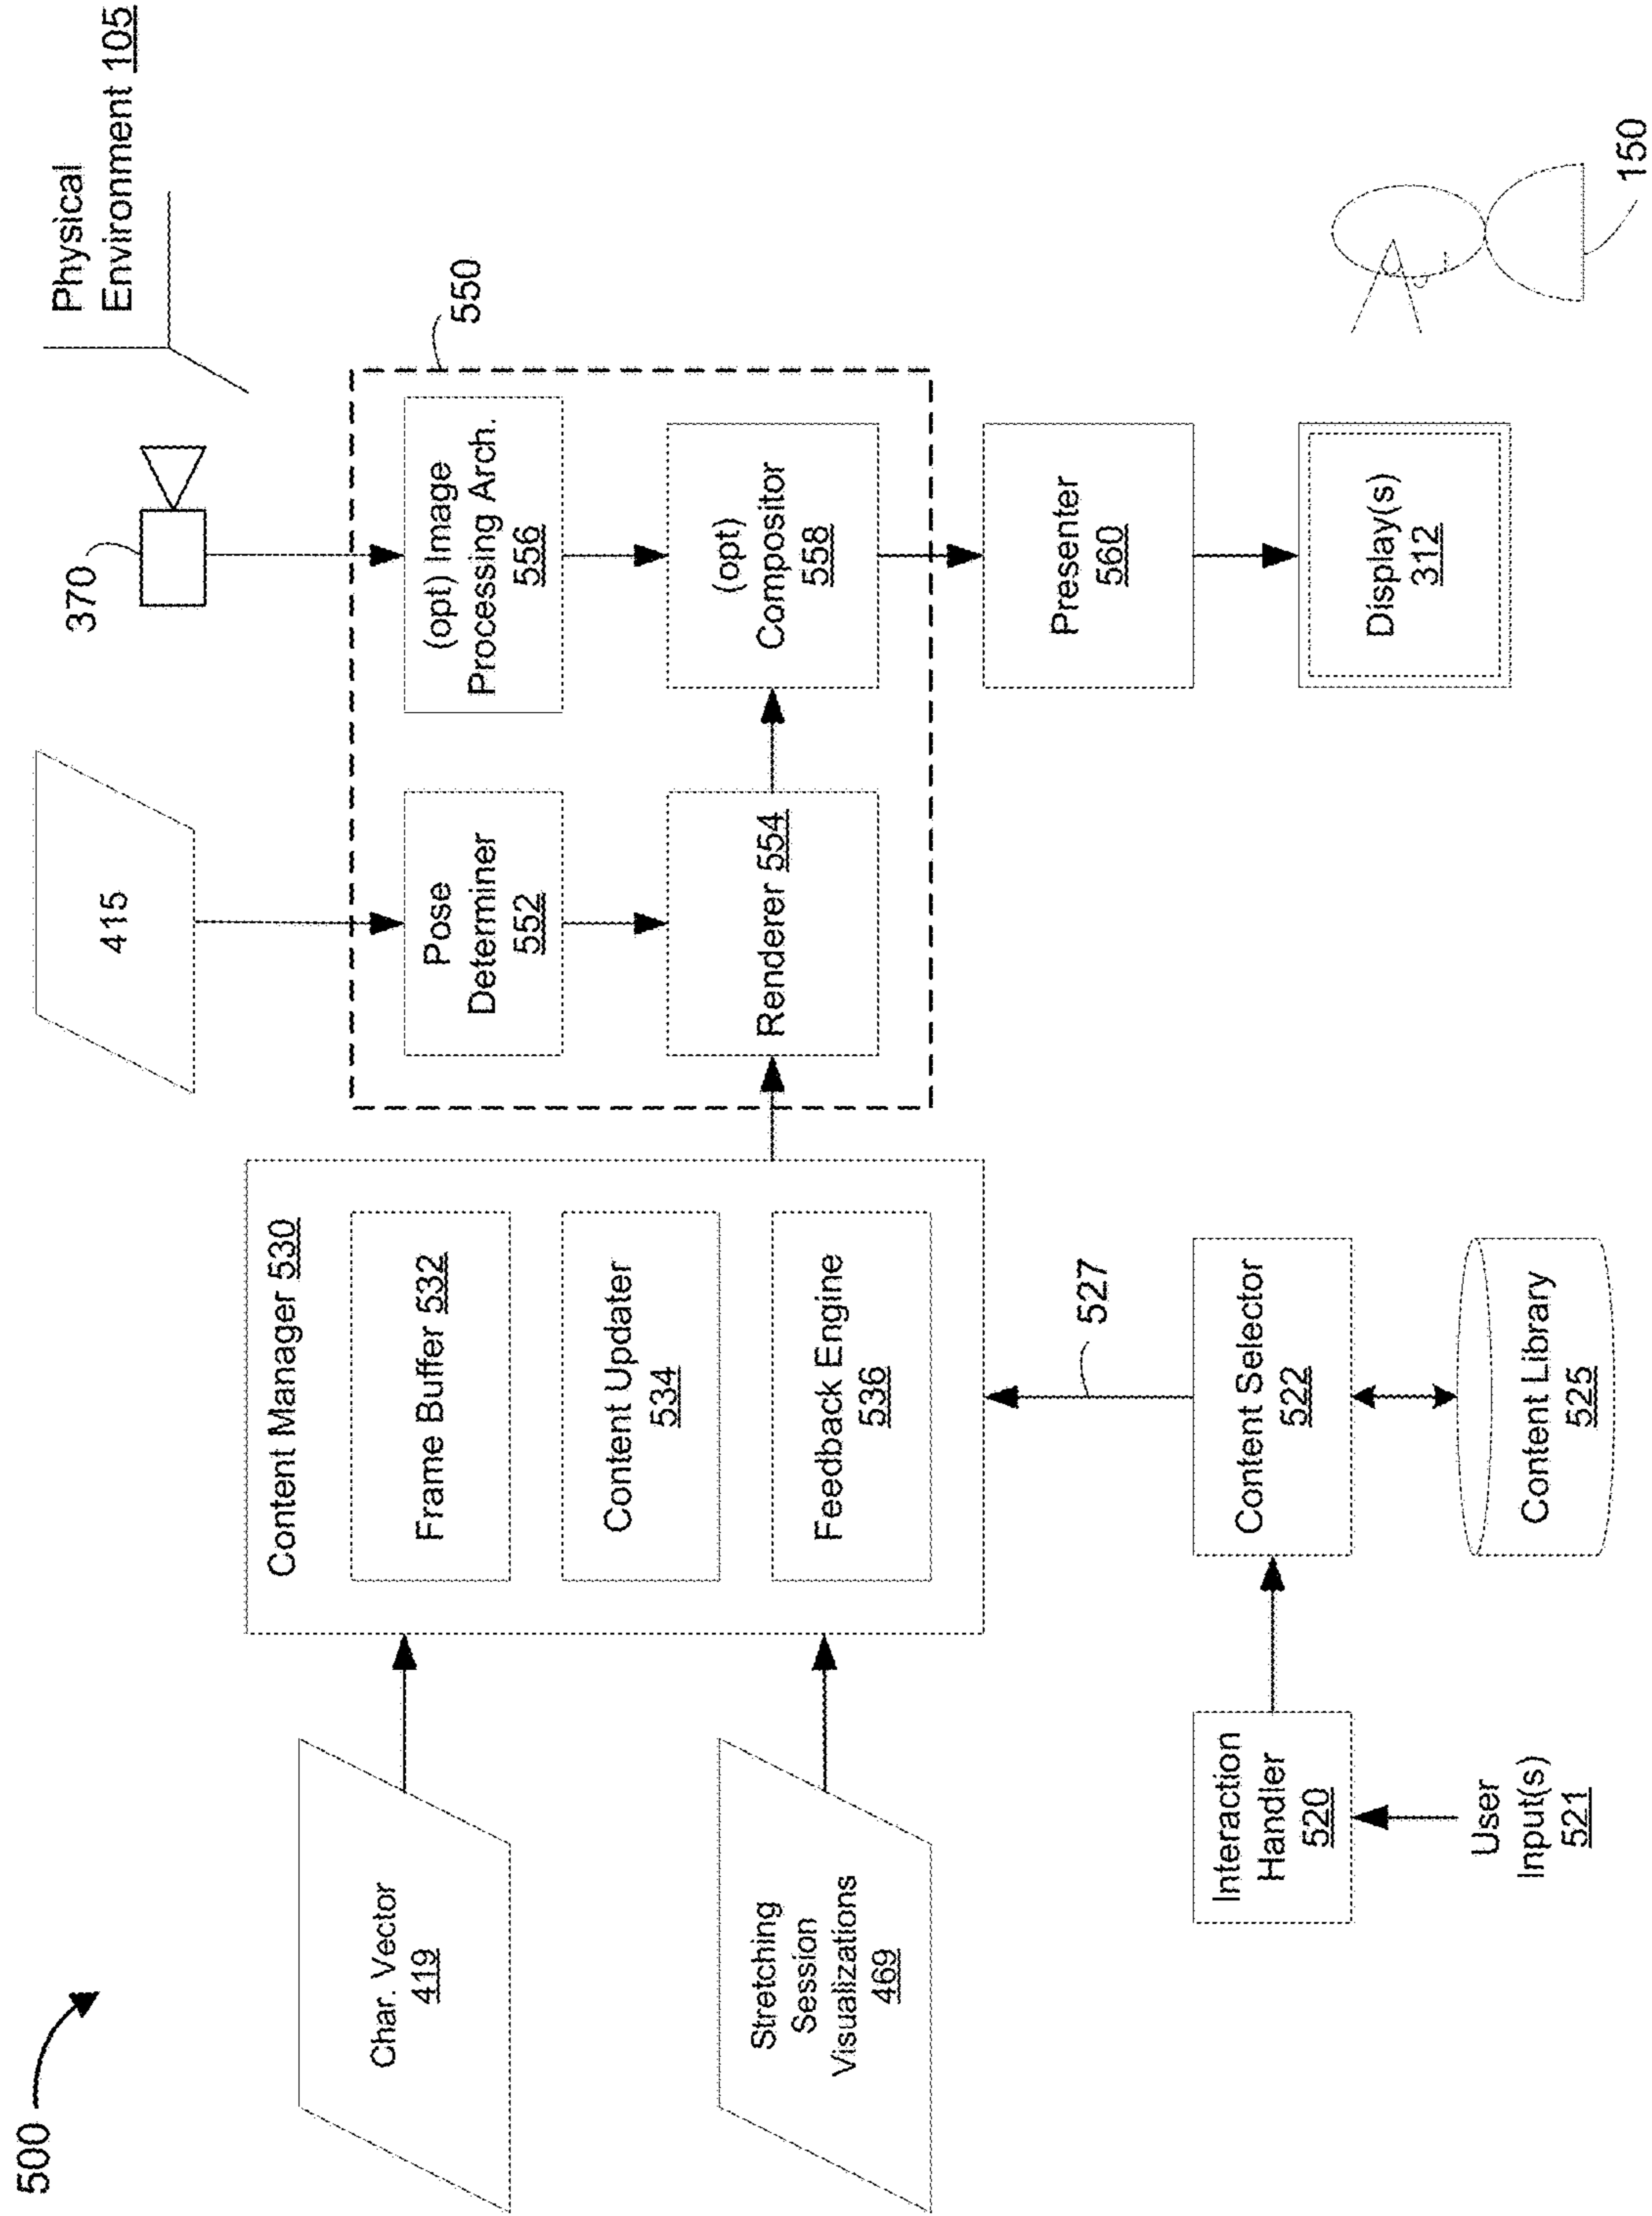 500
Char. Vector
419
Stretching
Session
Visualizations
469
Content Manager 530
Frame Buffer 532
Content Updater
534
Feedback Engine
536
527
Interaction
Handler
520
User
Input(s)
521
Content Selector
522
Content Library
525
415
370
Physical
Environment 105
550
Pose
Determiner
552
(opt) Image
Processing Arch.
556
Renderer 554
(opt)
Compositor
558
Presenter
560
Display(s)
312
150